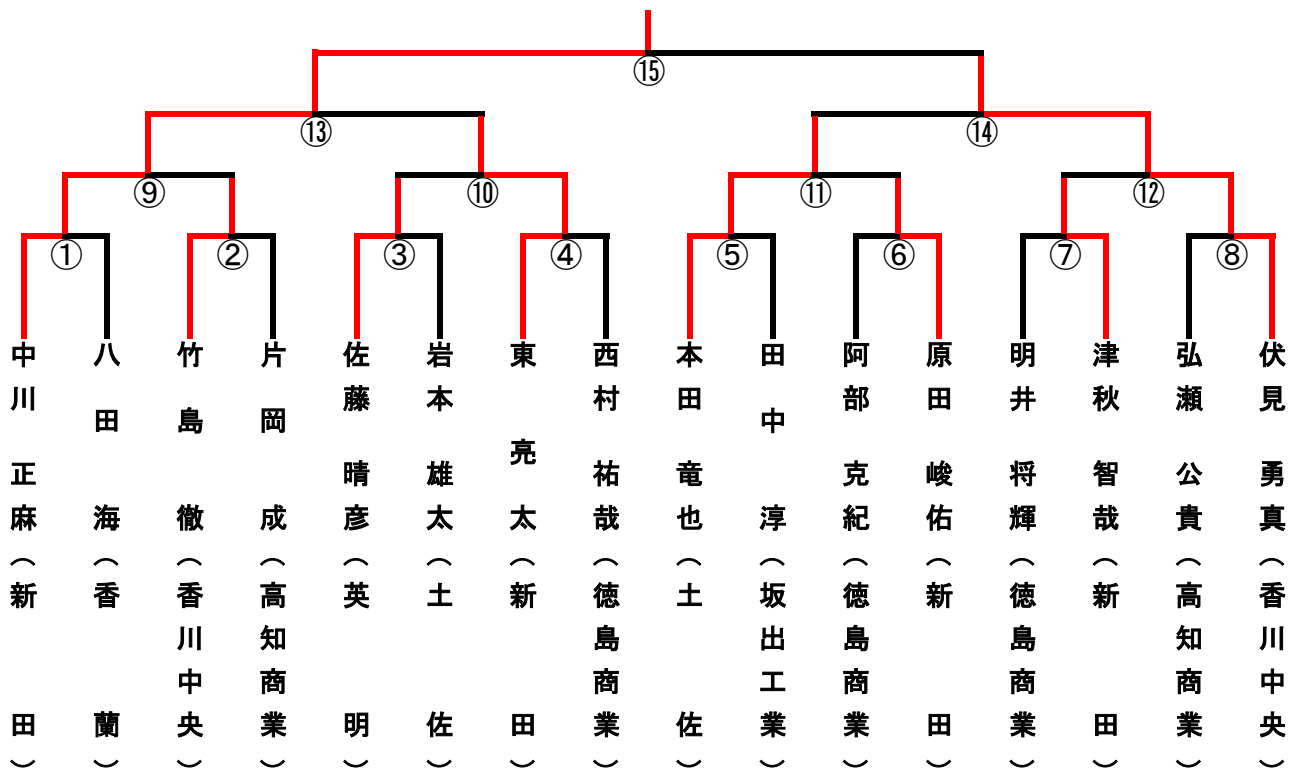 ⑮
⑬ ⑭
⑨ ⑩ ⑪ ⑫
① ② ③ ④ ⑤ ⑥ ⑦ ⑧
中川正麻（新田）
八田海（香蘭）
竹島徹（香川中央）
片岡成（高知商業）
佐藤晴彦（英明）
岩本雄太（土佐）
東亮太（新田）
西村祐哉（徳島商業）
本田竜也（土佐）
田中淳（坂出工業）
阿部克紀（徳島商業）
原田峻佑（新田）
明井将輝（徳島商業）
津秋智哉（新田）
弘瀬公貴（高知商業）
伏見勇真（香川中央）